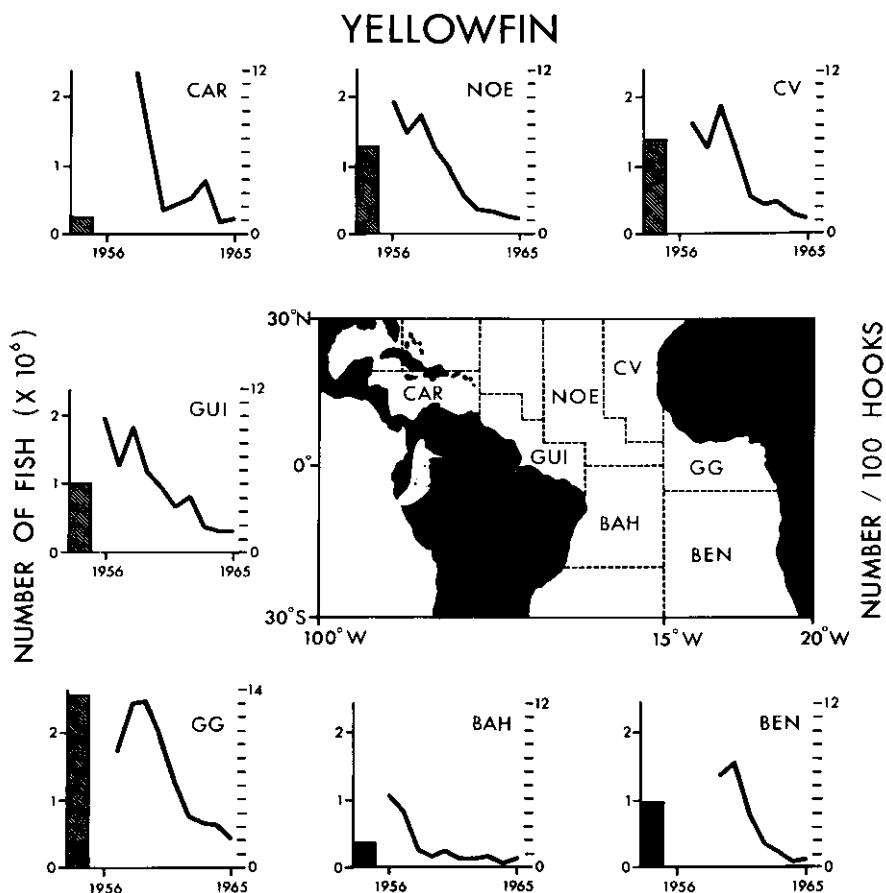 YELLOWFIN
CAR
2
1
0
-12
0
1956
1965
NOE
2
1
0
-12
0
1956
1965
CV
2
1
0
-12
0
1956
1965
NUMBER OF FISH (X 10⁶)
NUMBER / 100 HOOKS
GUI
2
1
0
-12
0
1956
1965
30°N
0°
30°S
100°W
15°W
20°W
CAR
NOE
CV
GUI
GG
BAH
BEN
GG
2
1
0
-14
0
1956
1965
BAH
2
1
0
-12
0
1956
1965
BEN
2
1
0
-12
0
1956
1965